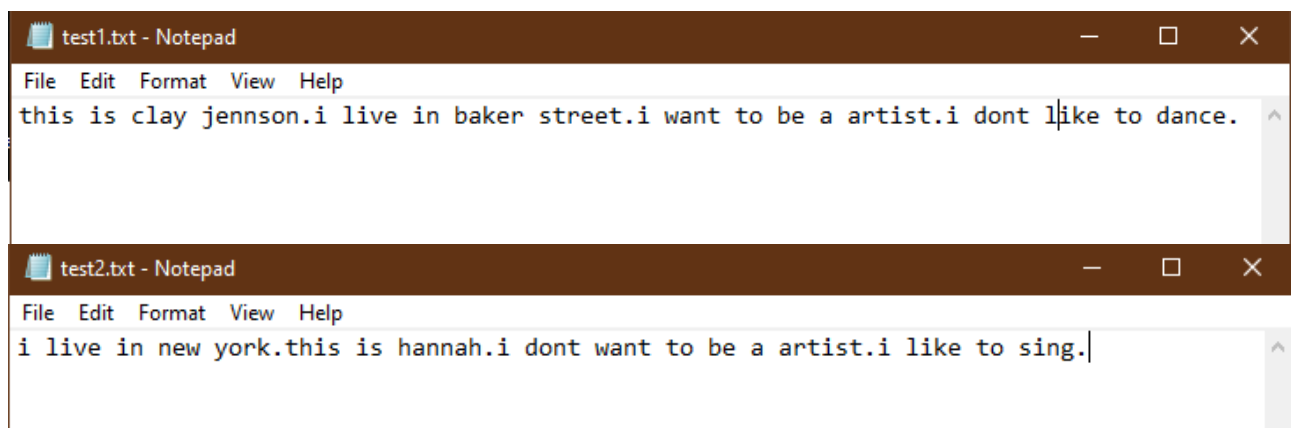 test1.txt - Notepad
File Edit Format View Help
this is clay jennson.i live in baker street.i want to be a artist.i dont like to dance.
test2.txt - Notepad
File Edit Format View Help
i live in new york.this is hannah.i dont want to be a artist.i like to sing.